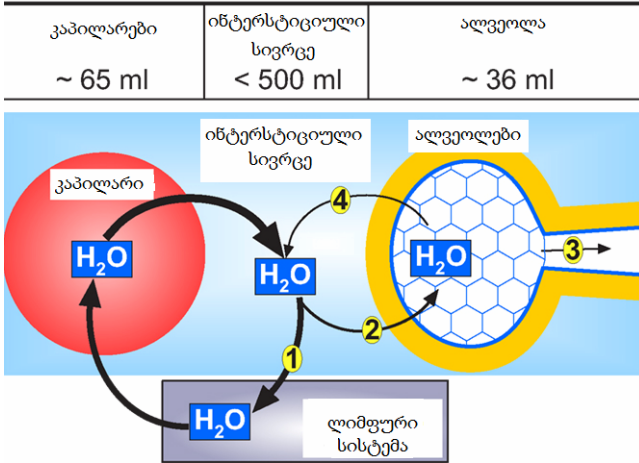 კაპილარები
~ 65 ml
ინტერსტიციული
სივრცე
< 500 ml
ალვეოლა
~ 36 ml
ინტერსტიციული
სივრცე
ალვეოლები
კაპილარი
4
H2O
H2O
H2O
3
2
1
H2O
ლიმფური
სისტემა